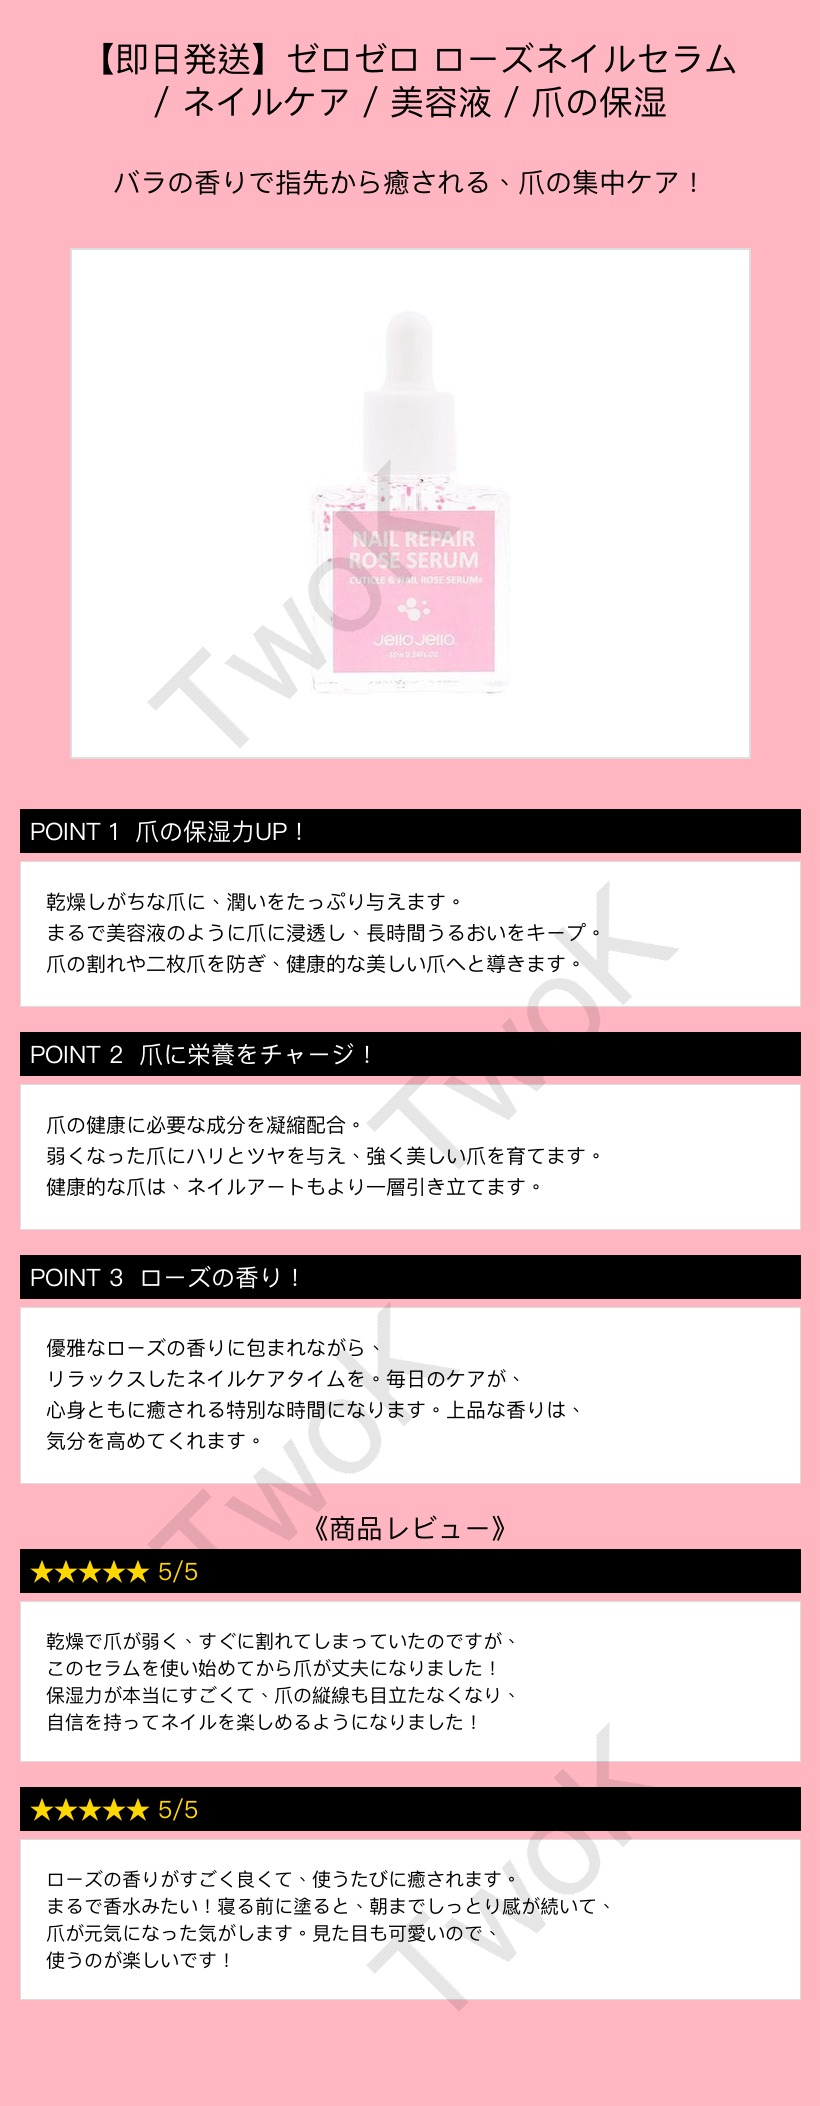 【即日発送】ゼロゼロ ローズネイルセラム
/ ネイルケア / 美容液 / 爪の保湿
バラの香りで指先から癒される、爪の集中ケア！
NAIL REPAIR
ROSE SERUM
CUTICLE & NAIL ROSE SERUM
JelloJello
TwoK
POINT 1 爪の保湿力UP！
乾燥しがちな爪に、潤いをたっぷり与えます。
まるで美容液のように爪に浸透し、長時間うるおいをキープ。
爪の割れや二枚爪を防ぎ、健康的な美しい爪へと導きます。
TwoK
POINT 2 爪に栄養をチャージ！
爪の健康に必要な成分を凝縮配合。
弱くなった爪にハリとツヤを与え、強く美しい爪を育てます。
健康的な爪は、ネイルアートもより一層引き立てます。
POINT 3 ローズの香り！
優雅なローズの香りに包まれながら、
リラックスしたネイルケアタイムを。毎日のケアが、
心身ともに癒される特別な時間になります。上品な香りは、
気分を高めてくれます。
TwoK
《商品レビュー》
★★★★★ 5/5
乾燥で爪が弱く、すぐに割れてしまっていたのですが、
このセラムを使い始めてから爪が丈夫になりました！
保湿力が本当にすごくて、爪の縦線も目立たなくなり、
自信を持ってネイルを楽しめるようになりました！
★★★★★ 5/5
ローズの香りがすごく良くて、使うたびに癒されます。
まるで香水みたい！寝る前に塗ると、朝までしっとり感が続いて、
爪が元気になった気がします。見た目も可愛いので、
使うのが楽しいです！
TwoK